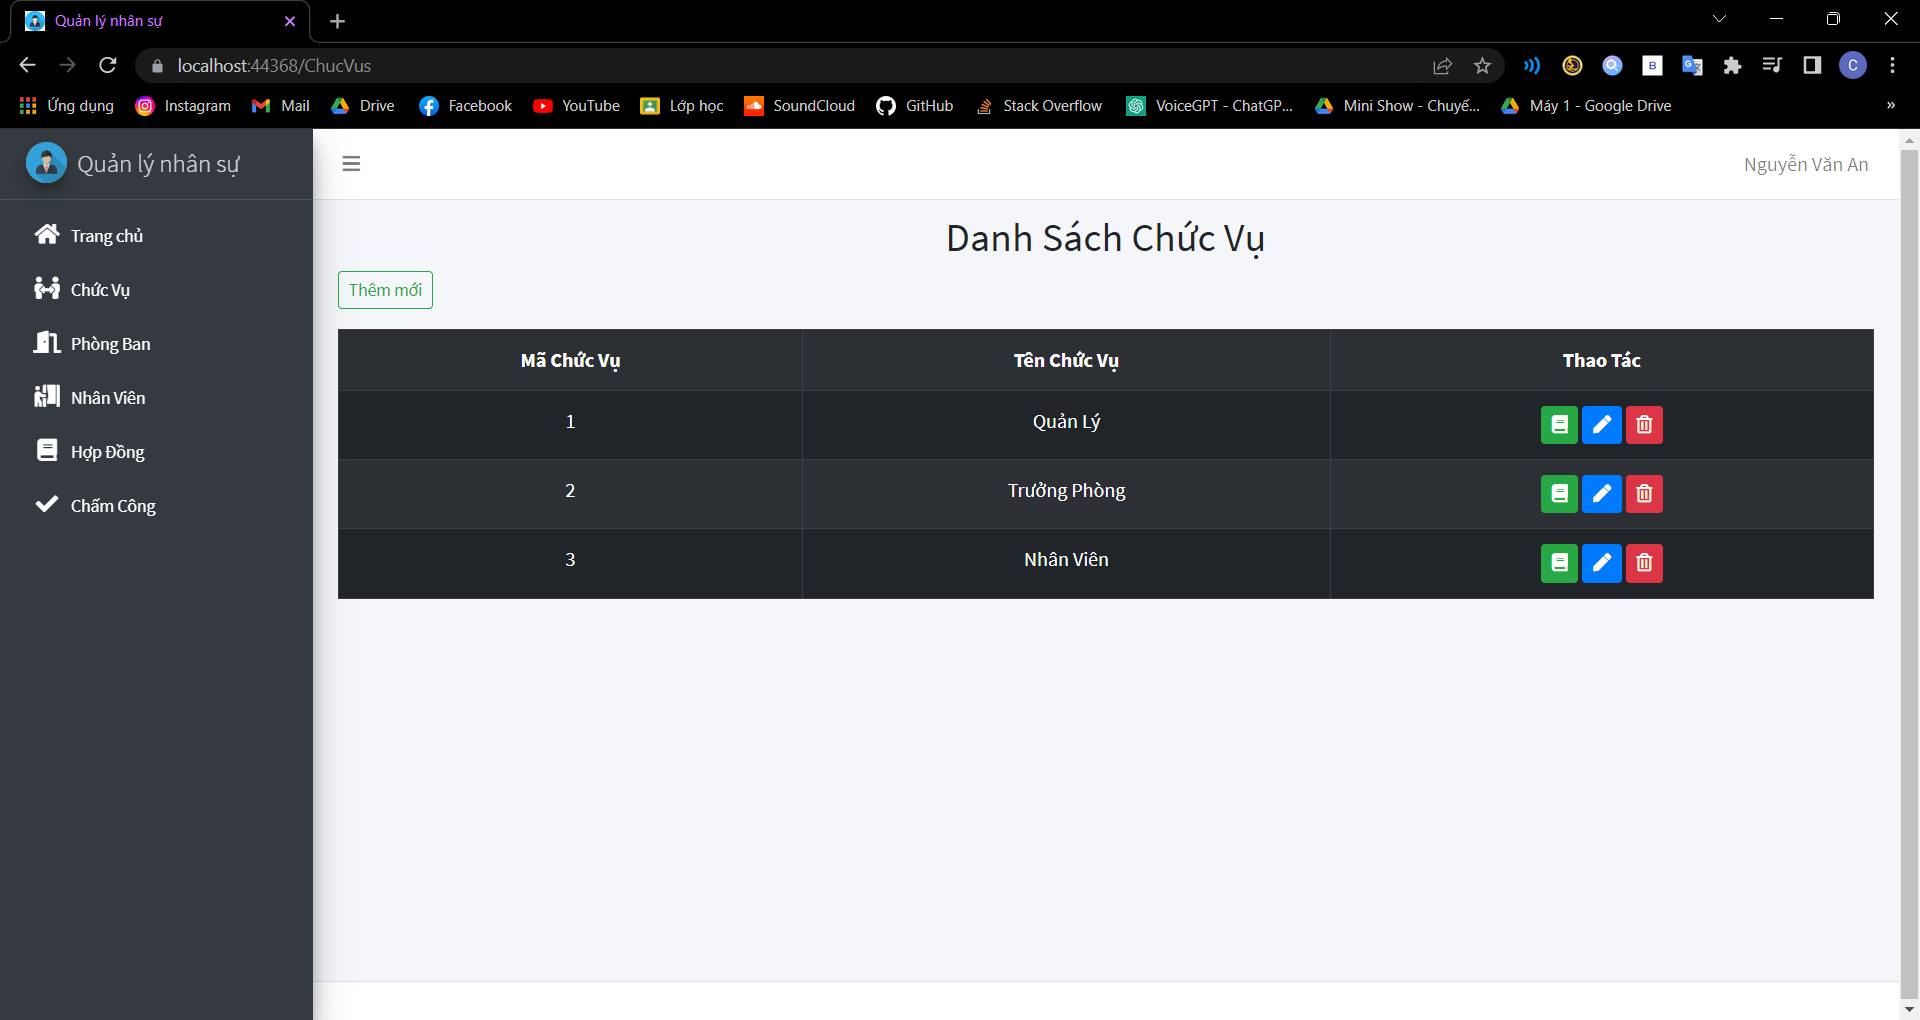 Quản lý nhân sự
localhost:44368/ChucVus
C
Ứng dụng Instagram Mail Drive Facebook YouTube Lớp học SoundCloud GitHub Stack Overflow VoiceGPT - ChatGP... Mini Show - Chuyế... Máy 1 - Google Drive »
Quản lý nhân sự
Nguyễn Văn An
Trang chủ
Chức Vụ
Phòng Ban
Nhân Viên
Hợp Đồng
Chấm Công
Danh Sách Chức Vụ
Thêm mới
Mã Chức Vụ Tên Chức Vụ Thao Tác
1 Quản Lý
2 Trưởng Phòng
3 Nhân Viên